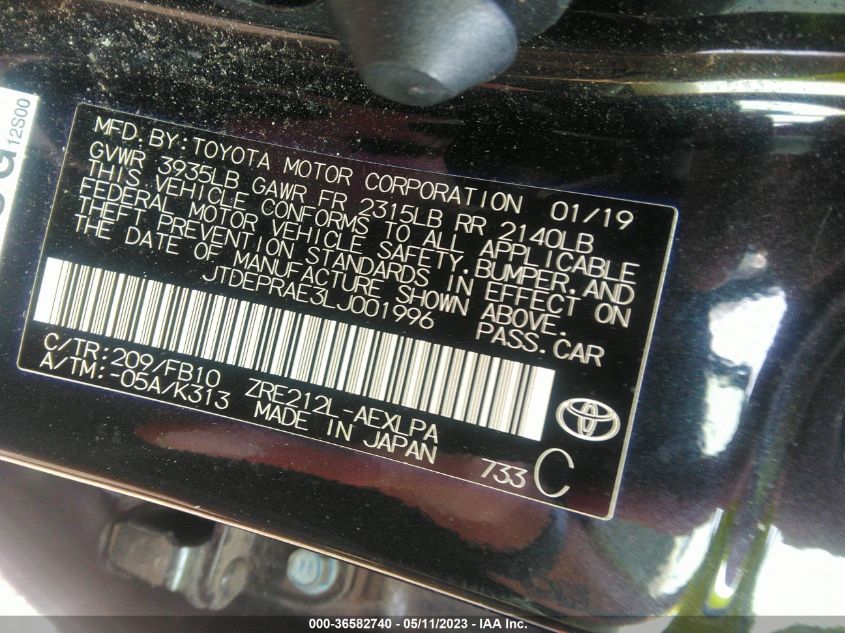 12S00
MFD. BY: TOYOTA MOTOR CORPORATION 01/19
GVWR 3935LB GAWR FR 2315LB RR 2140LB
THIS VEHICLE CONFORMS TO ALL APPLICABLE
FEDERAL MOTOR VEHICLE SAFETY, BUMPER, AND
THEFT PREVENTION STANDARDS IN EFFECT ON
THE DATE OF MANUFACTURE SHOWN ABOVE.
JTDEPRAE3LJ001996 PASS. CAR
C/TR: 209/FB10 ZRE212L-AEXLPA
A/TM: -05A/K313 MADE IN JAPAN 733 C
000-36582740 - 05/11/2023 - IAA Inc.